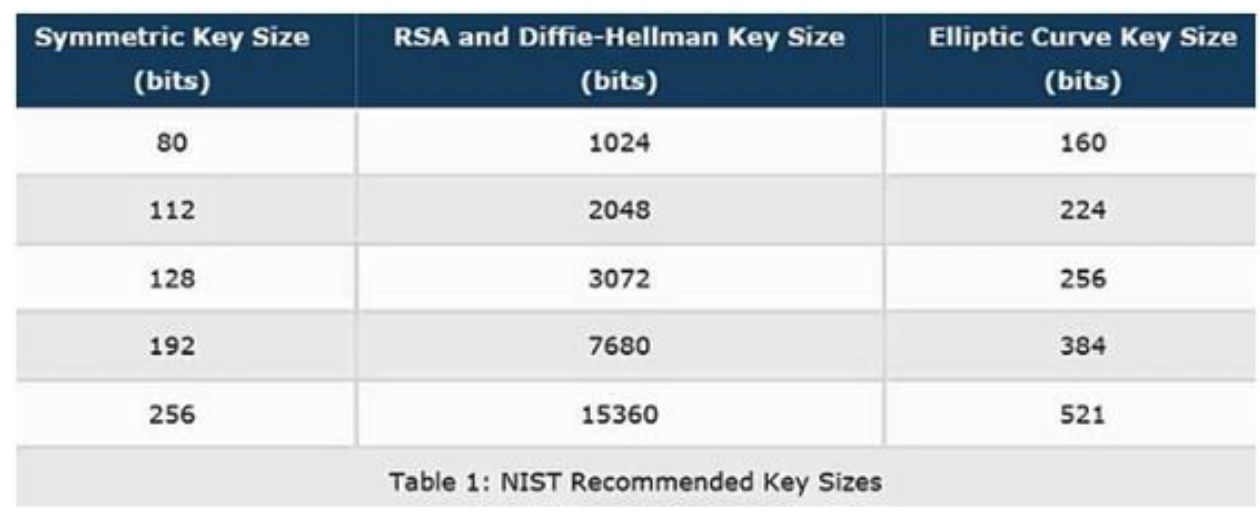 Symmetric Key Size (bits) RSA and Diffie-Hellman Key Size (bits) Elliptic Curve Key Size (bits)
80 1024 160
112 2048 224
128 3072 256
192 7680 384
256 15360 521
Table 1: NIST Recommended Key Sizes